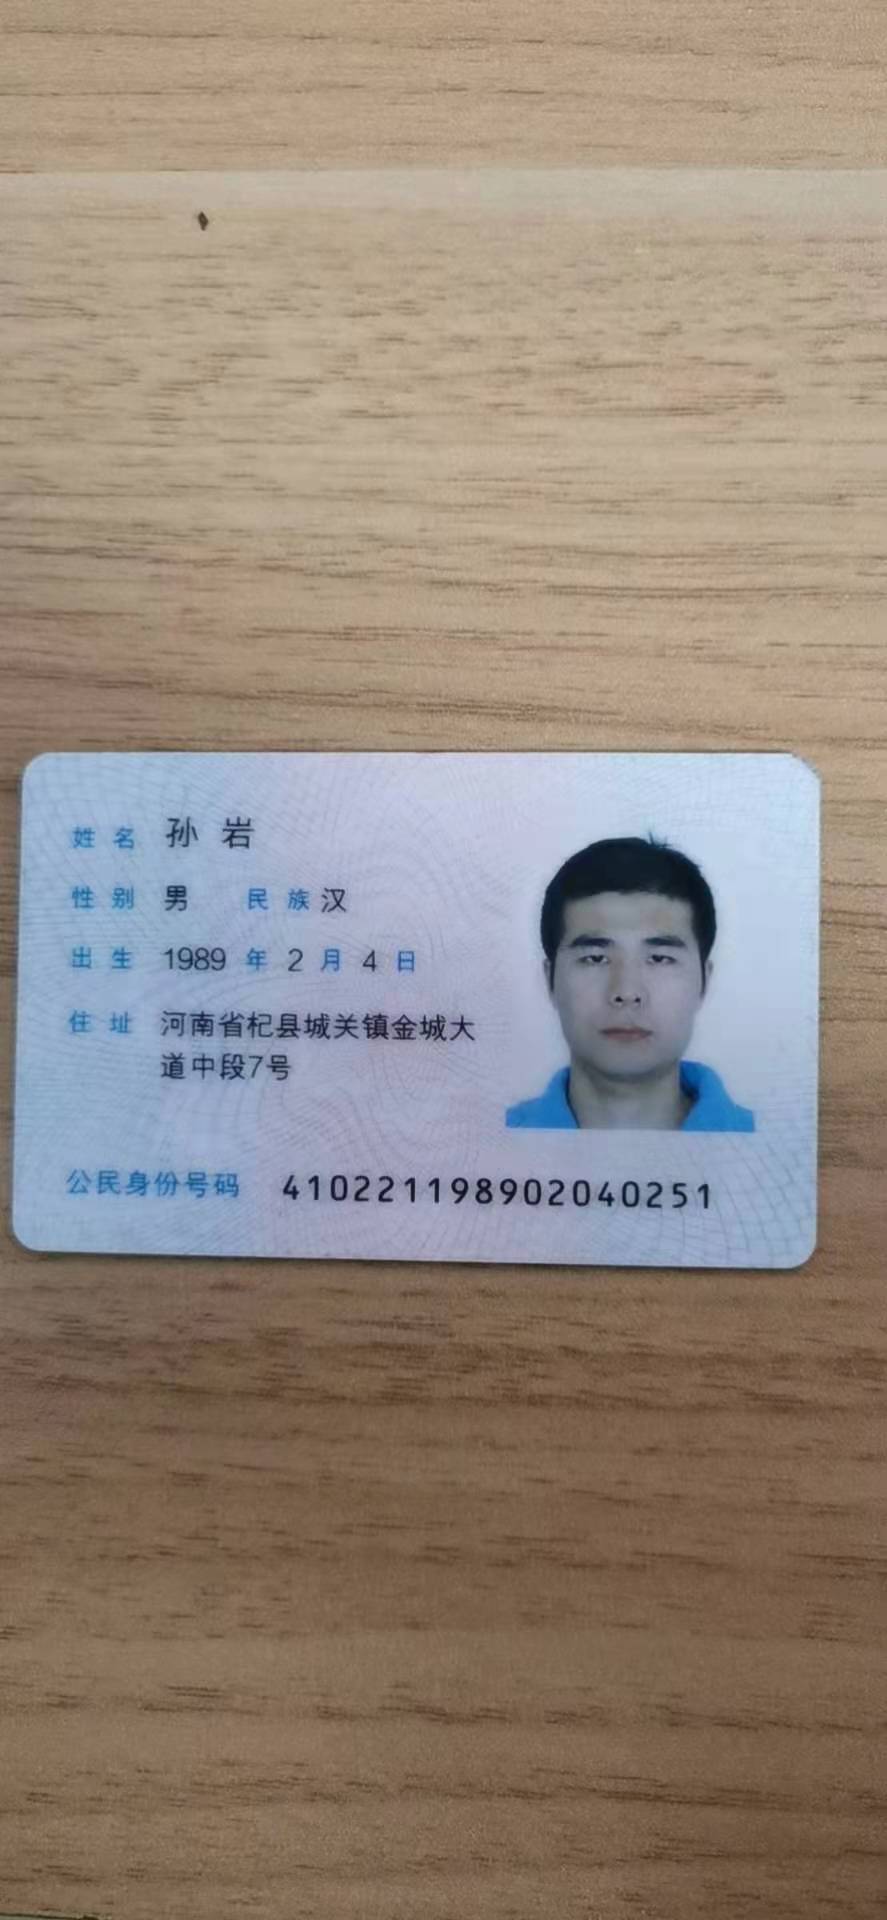 姓名 孙岩
性别 男 民族 汉
出生 1989 年 2 月 4 日
住址 河南省杞县城关镇金城大
道中段7号
公民身份号码 410221198902040251